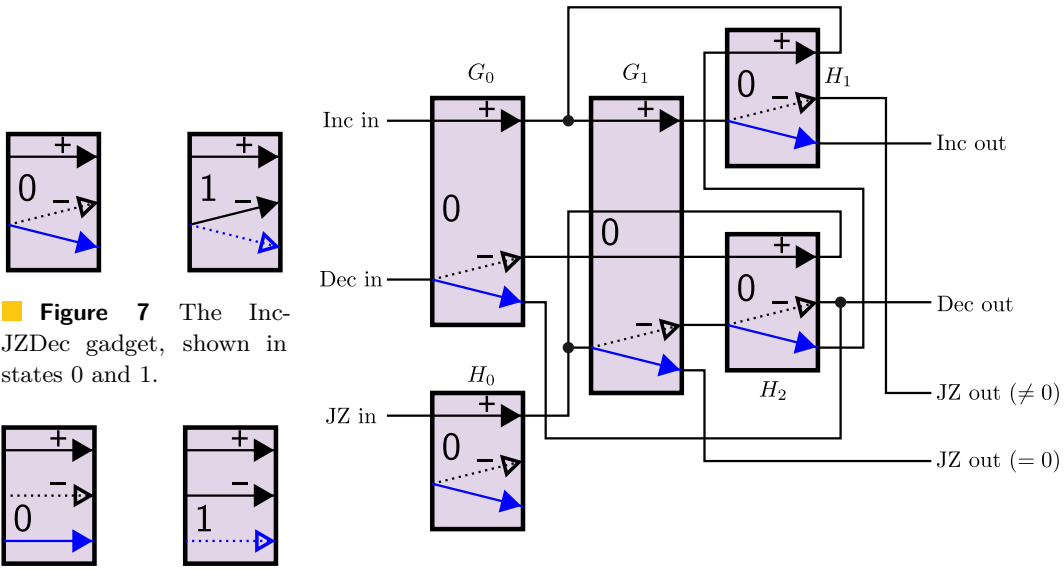 +
0
−
+
1
−
Figure 7 The Inc-
JZDec gadget, shown in
states 0 and 1.
+
−
0
+
−
1
G₀
G₁
H₁
H₀
H₂
Inc in
Dec in
JZ in
+
0
−
+
0
−
+
0
−
+
0
−
+
0
−
Inc out
Dec out
JZ out (≠ 0)
JZ out (= 0)